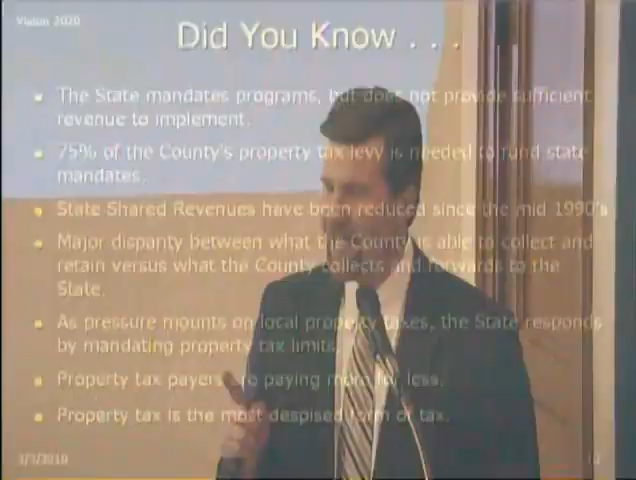 Vision 2020
Did You Know . . .
The State mandates programs, but does not provide sufficient
revenue to implement.
75% of the County's property tax levy is needed to fund state
mandates.
State Shared Revenues have been reduced since the mid 1990's
Major disparity between what the County is able to collect and
retain versus what the County collects and forwards to the
State.
As pressure mounts on local property taxes, the State responds
by mandating property tax limits.
Property tax payers are paying more for less.
Property tax is the most despised form of tax.